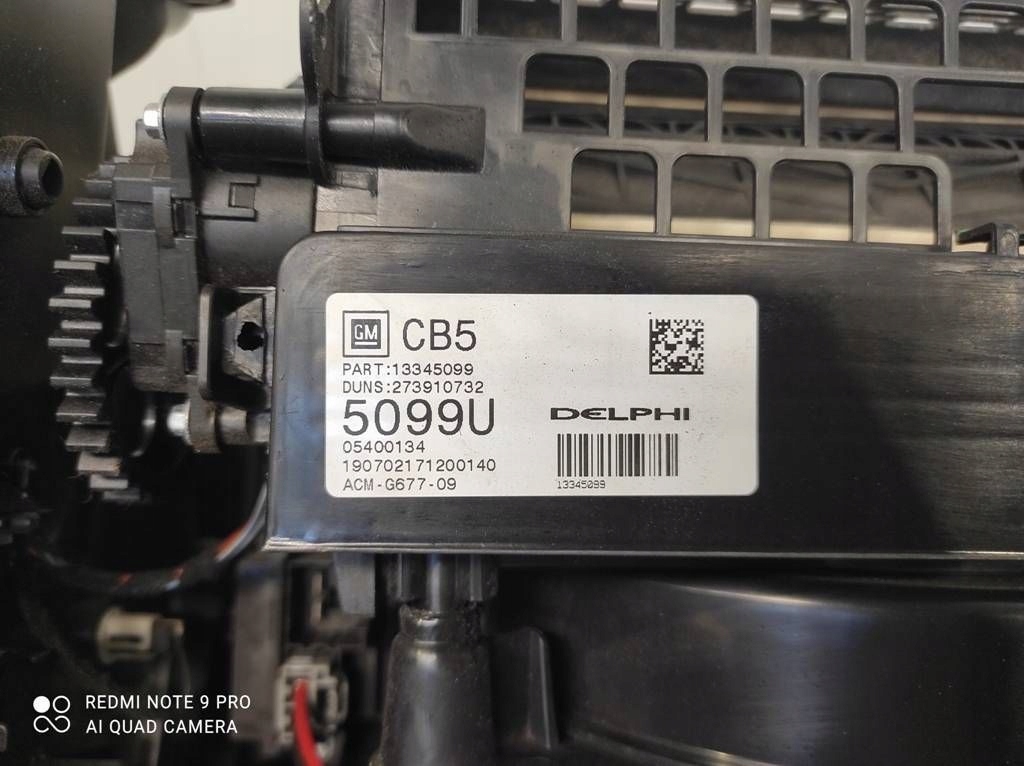 GM CB5
PART:13345099
DUNS:273910732
5099U DELPHI
05400134
190702171200140
ACM-G677-09
13345099
REDMI NOTE 9 PRO
AI QUAD CAMERA